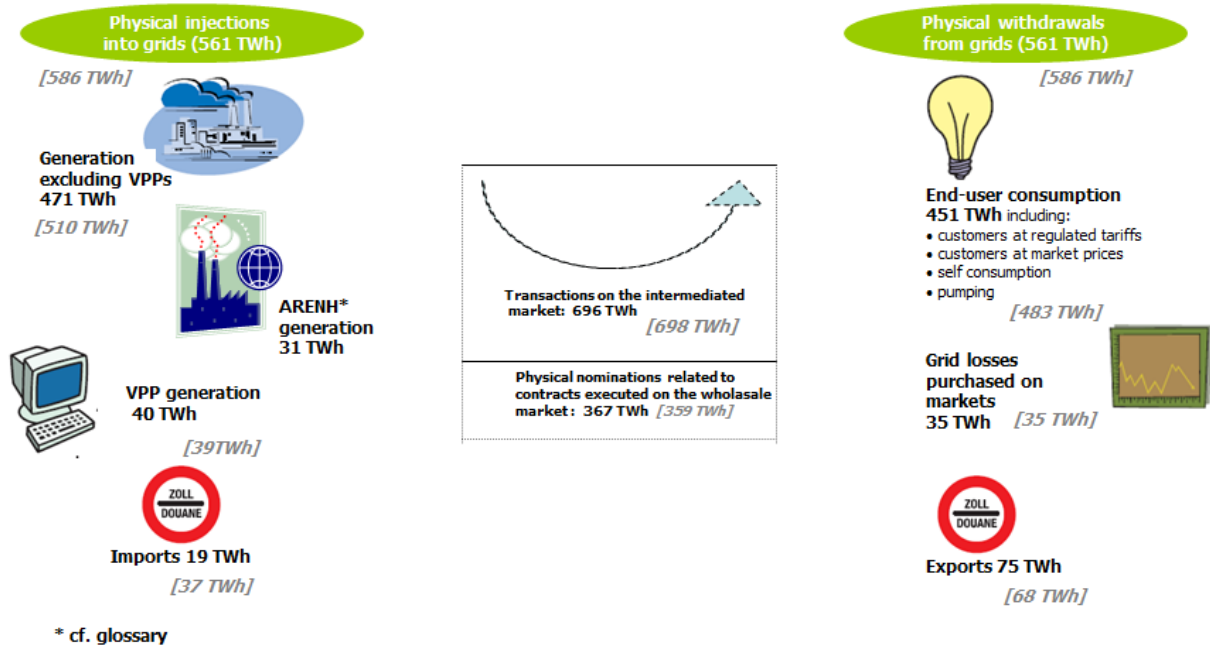 Physical injections
into grids (561 TWh)
[586 TWh]
Generation
excluding VPPs
471 TWh
[510 TWh]
ARENH*
generation
31 TWh
VPP generation
40 TWh
[39TWh]
ZOLL
DOUANE
Imports 19 TWh
[37 TWh]
* cf. glossary
Transactions on the intermediated
market: 696 TWh
[698 TWh]
Physical nominations related to
contracts executed on the wholasale
market : 367 TWh [359 TWh]
Physical withdrawals
from grids (561 TWh)
[586 TWh]
End-user consumption
451 TWh including:
• customers at regulated tariffs
• customers at market prices
• self consumption
• pumping
[483 TWh]
Grid losses
purchased on
markets
35 TWh [35 TWh]
ZOLL
DOUANE
Exports 75 TWh
[68 TWh]